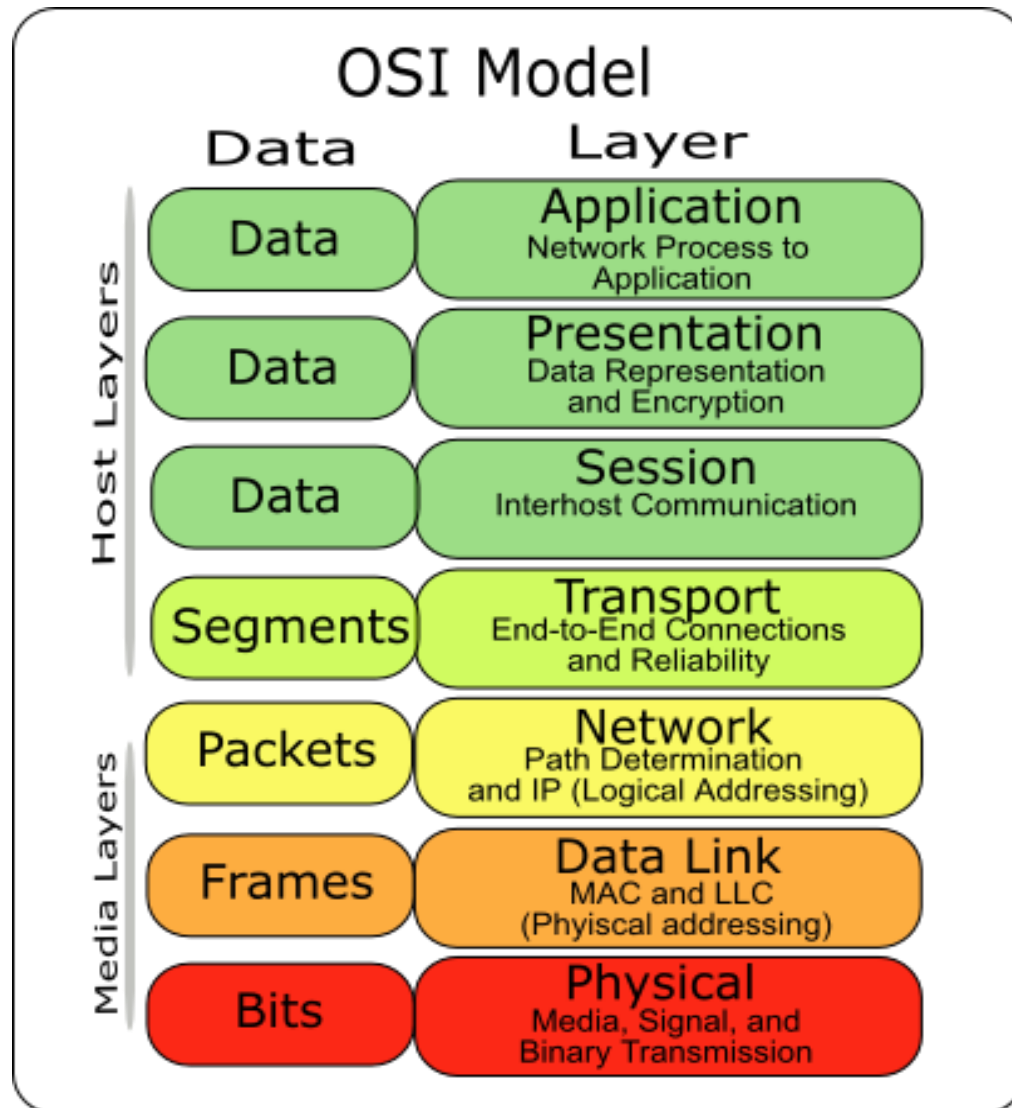 OSI Model
Data
Layer
Host Layers
Data
Application
Network Process to
Application
Data
Presentation
Data Representation
and Encryption
Data
Session
Interhost Communication
Segments
Transport
End-to-End Connections
and Reliability
Media Layers
Packets
Network
Path Determination
and IP (Logical Addressing)
Frames
Data Link
MAC and LLC
(Phyiscal addressing)
Bits
Physical
Media, Signal, and
Binary Transmission